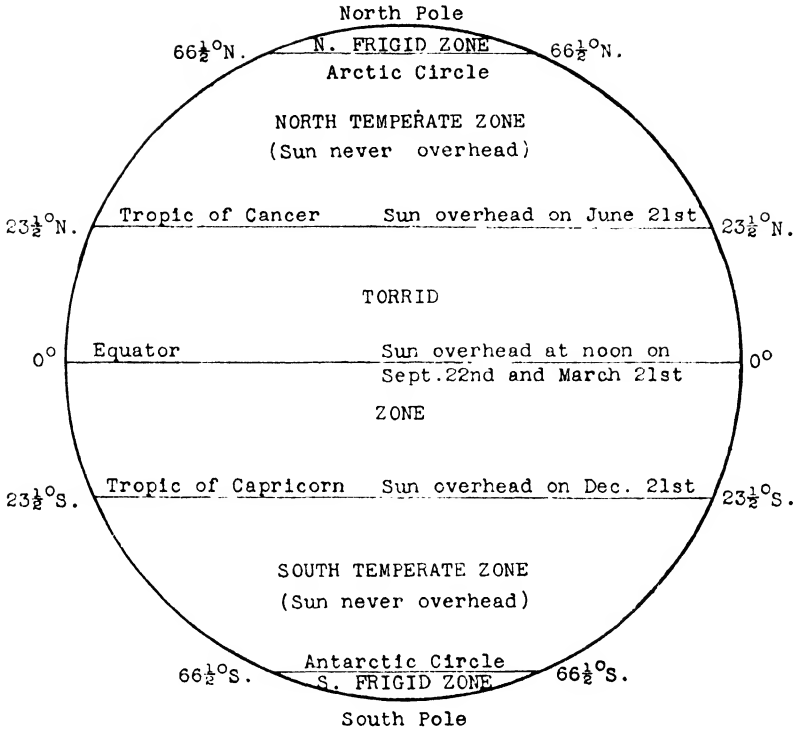 North Pole
66½°N. N. FRIGID ZONE 66½°N.
Arctic Circle
NORTH TEMPERATE ZONE
(Sun never overhead)
23½°N. Tropic of Cancer Sun overhead on June 21st 23½°N.
TORRID
0° Equator Sun overhead at noon on 0°
Sept.22nd and March 21st
ZONE
23½°S. Tropic of Capricorn Sun overhead on Dec. 21st 23½°S.
SOUTH TEMPERATE ZONE
(Sun never overhead)
66½°S. Antarctic Circle 66½°S.
S. FRIGID ZONE
South Pole